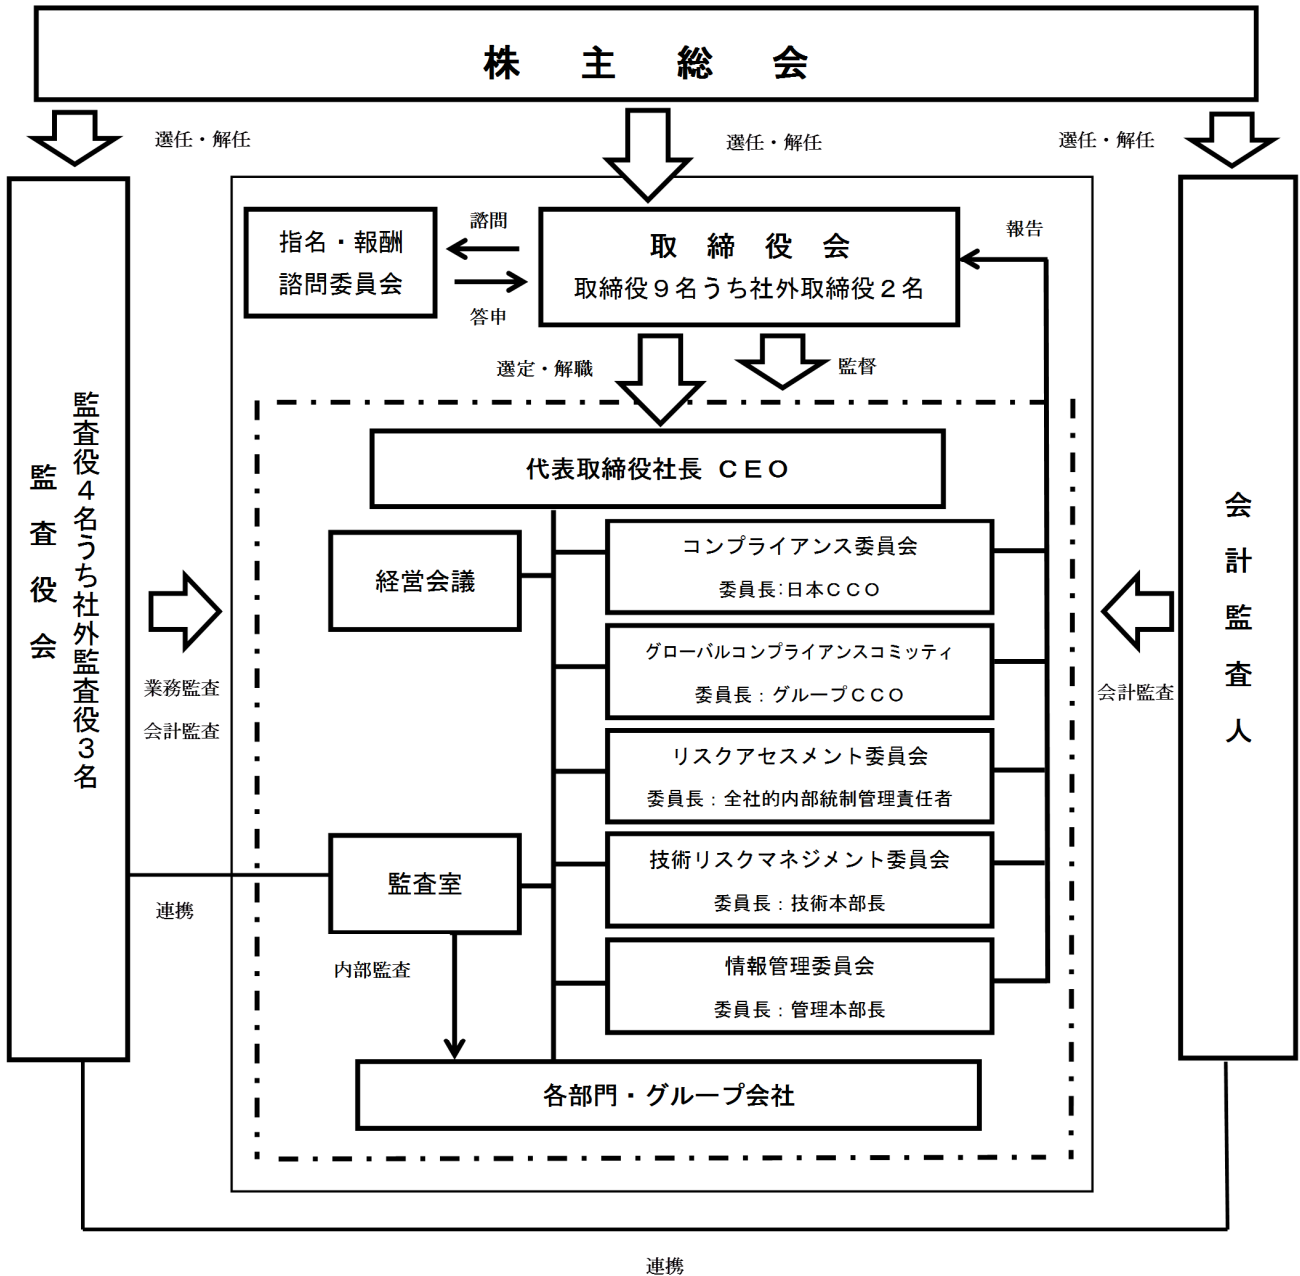 株主総会
選任・解任
選任・解任
選任・解任
指名・報酬
諮問委員会
諮問
答申
取締役会
取締役９名うち社外取締役２名
報告
選定・解職
監督
監査役会
監査役４名うち社外監査役３名
代表取締役社長 ＣＥＯ
経営会議
コンプライアンス委員会
委員長：日本ＣＣＯ
グローバルコンプライアンスコミッティ
委員長：グループＣＣＯ
リスクアセスメント委員会
委員長：全社的内部統制管理責任者
技術リスクマネジメント委員会
委員長：技術本部長
情報管理委員会
委員長：管理本部長
監査室
業務監査
会計監査
連携
内部監査
各部門・グループ会社
会計監査
会計監査人
連携